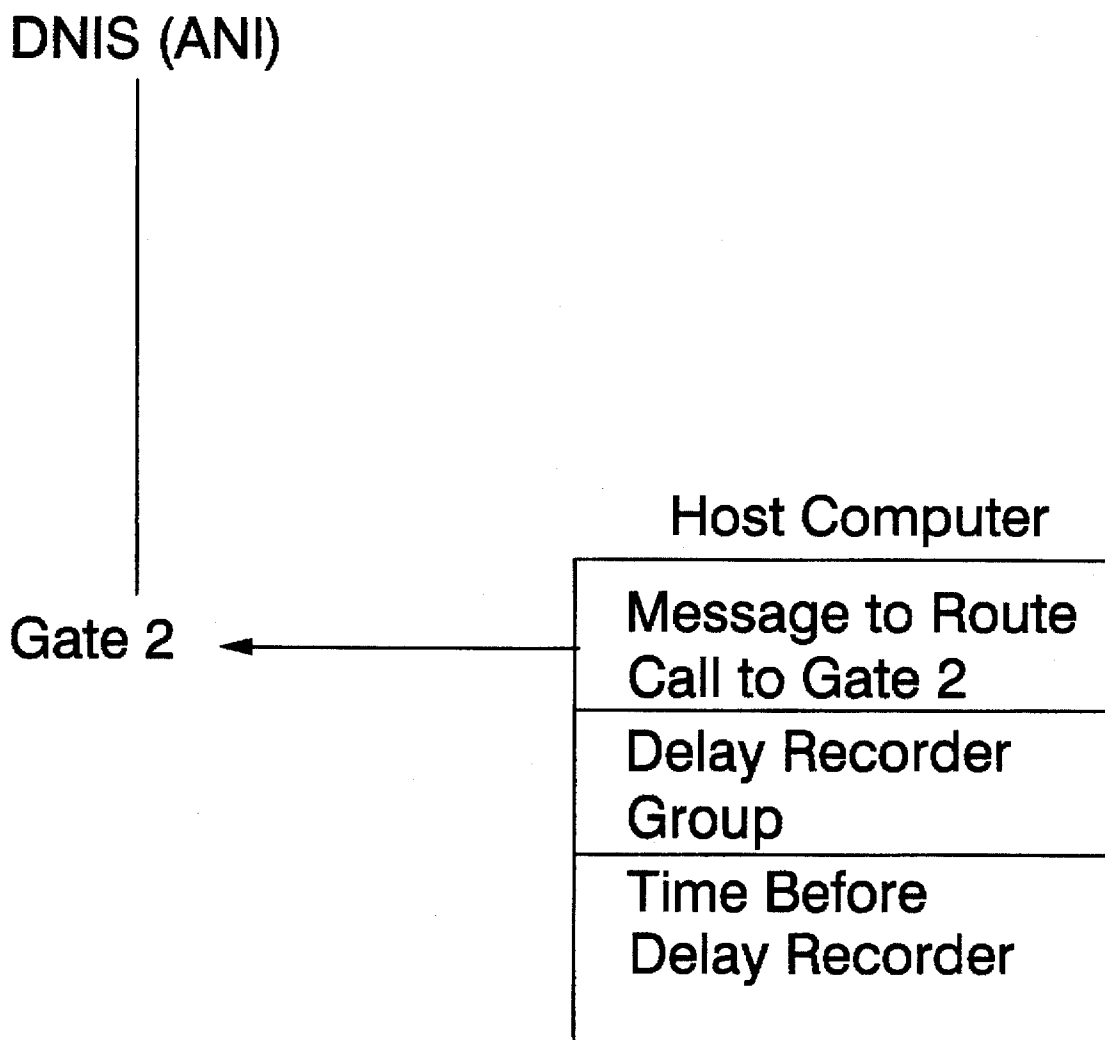 DNIS (ANI)
Host Computer
Gate 2
Message to Route
Call to Gate 2
Delay Recorder
Group
Time Before
Delay Recorder